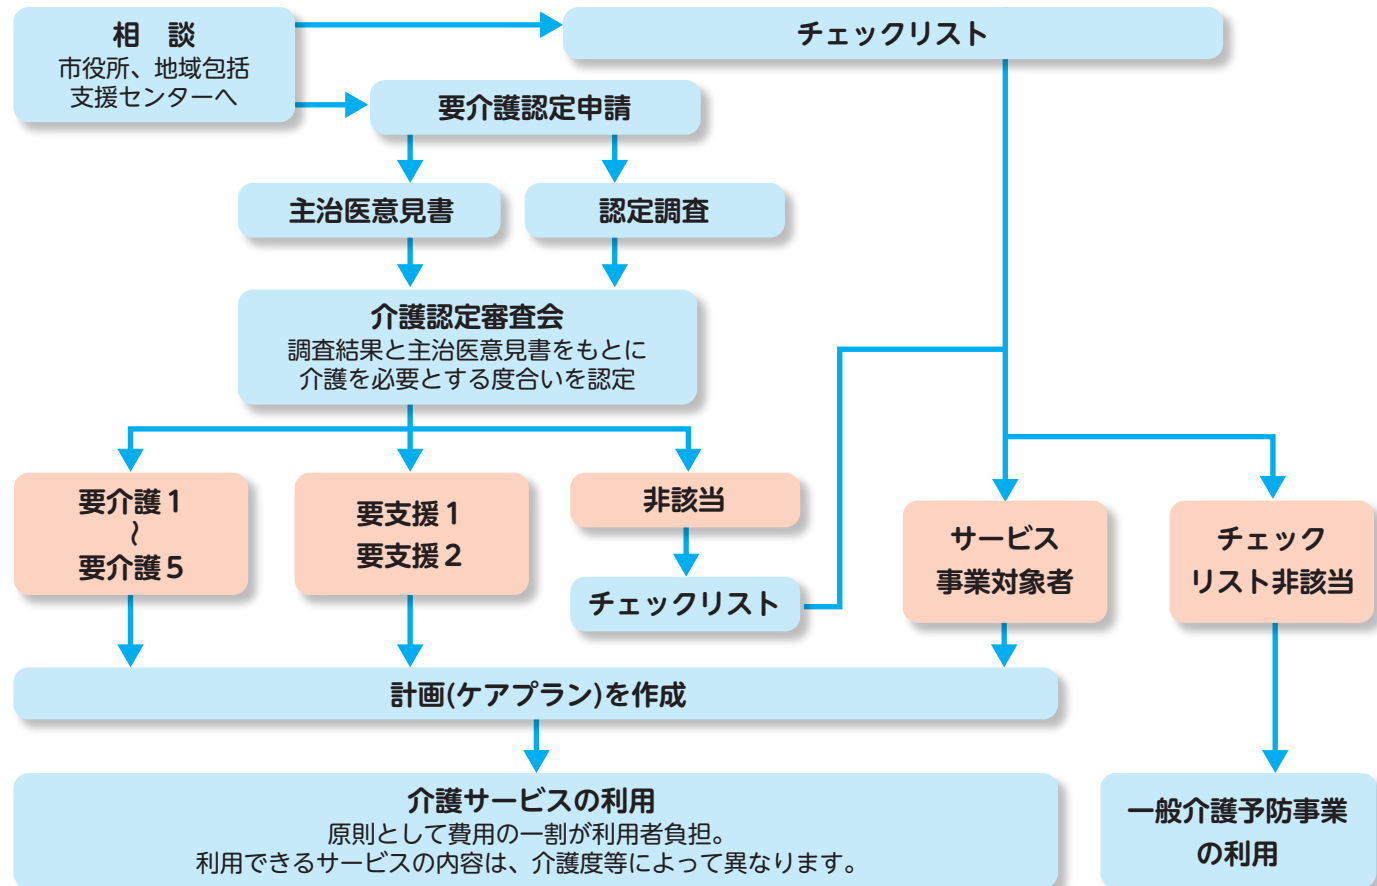 相　談
市役所、地域包括
支援センターへ
チェックリスト
要介護認定申請
主治医意見書
認定調査
介護認定審査会
調査結果と主治医意見書をもとに
介護を必要とする度合いを認定
要介護１
〜
要介護５
要支援１
要支援２
非該当
チェックリスト
サービス
事業対象者
チェック
リスト非該当
計画(ケアプラン)を作成
介護サービスの利用
原則として費用の一割が利用者負担。
利用できるサービスの内容は、介護度等によって異なります。
一般介護予防事業
の利用